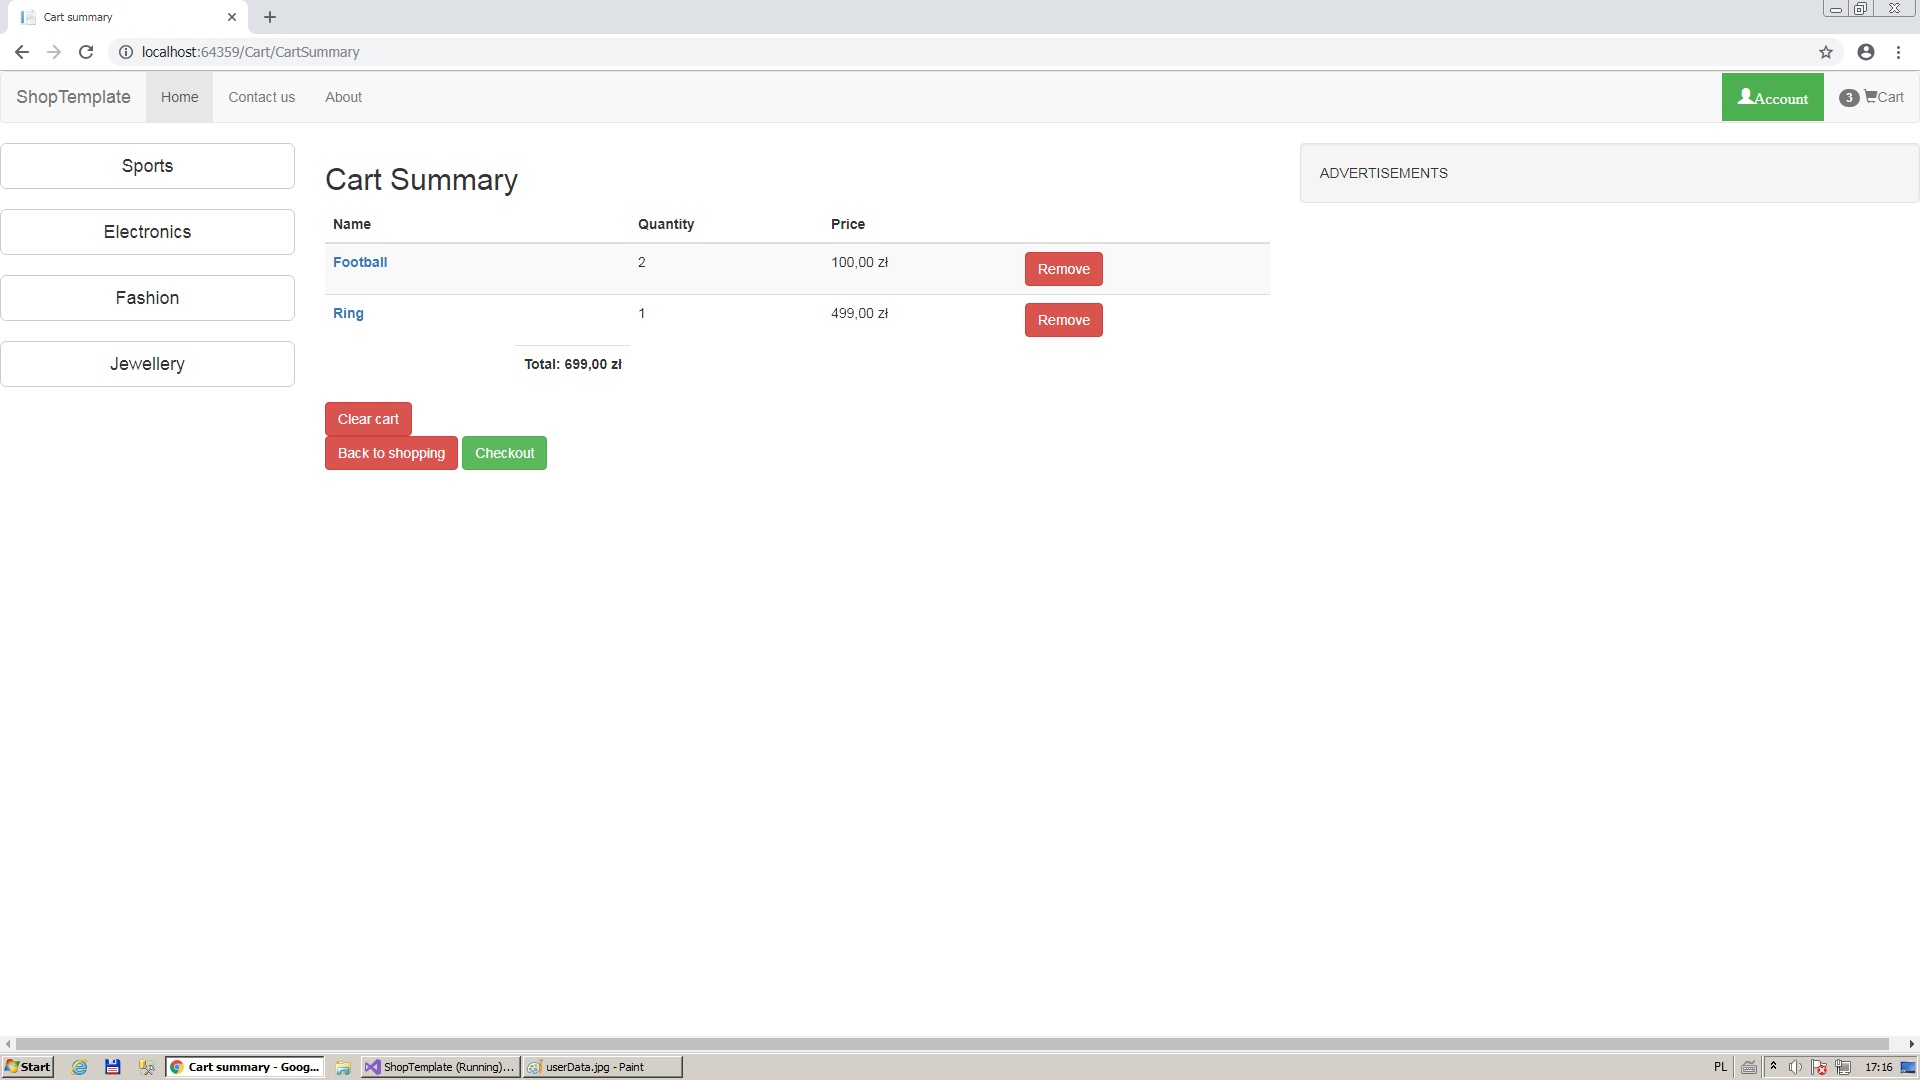 Cart summary
localhost:64359/Cart/CartSummary
ShopTemplate Home Contact us About Account 3 Cart
Sports
Electronics
Fashion
Jewellery
Cart Summary
Name Quantity Price
Football 2 100,00 zł Remove
Ring 1 499,00 zł Remove
Total: 699,00 zł
Clear cart
Back to shopping Checkout
ADVERTISEMENTS
Start Cart summary - Goog... ShopTemplate (Running)... userData.jpg - Paint PL 17:16